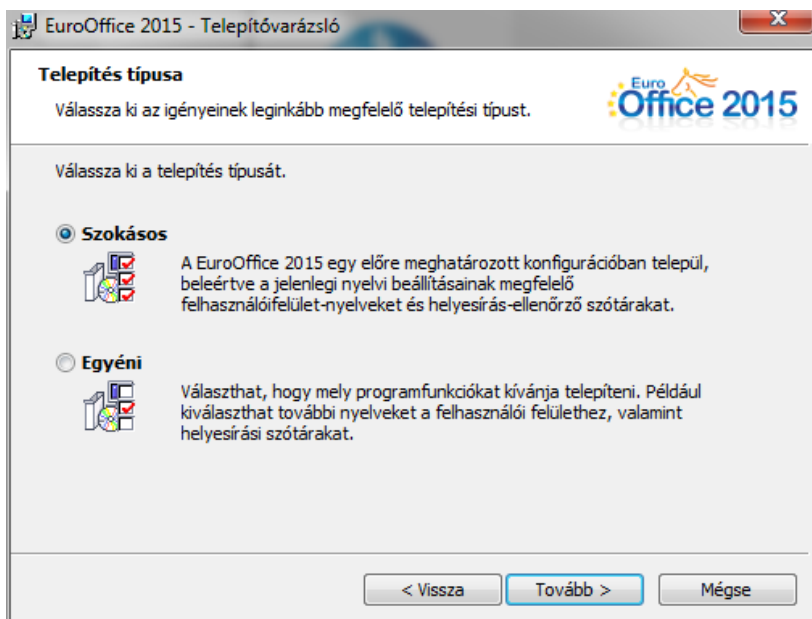 EuroOffice 2015 - Telepítővarázsló
Telepítés típusa
Válassza ki az igényeinek leginkább megfelelő telepítési típust.
Euro
Office 2015
Válassza ki a telepítés típusát.
Szokásos
A EuroOffice 2015 egy előre meghatározott konfigurációban települ,
beleértve a jelenlegi nyelvi beállításainak megfelelő
felhasználóifelület-nyelveket és helyesírás-ellenőrző szótárakat.
Egyéni
Választhat, hogy mely programfunkciókat kívánja telepíteni. Például
kiválaszthat további nyelveket a felhasználói felülethez, valamint
helyesírási szótárakat.
< Vissza
Tovább >
Mégse